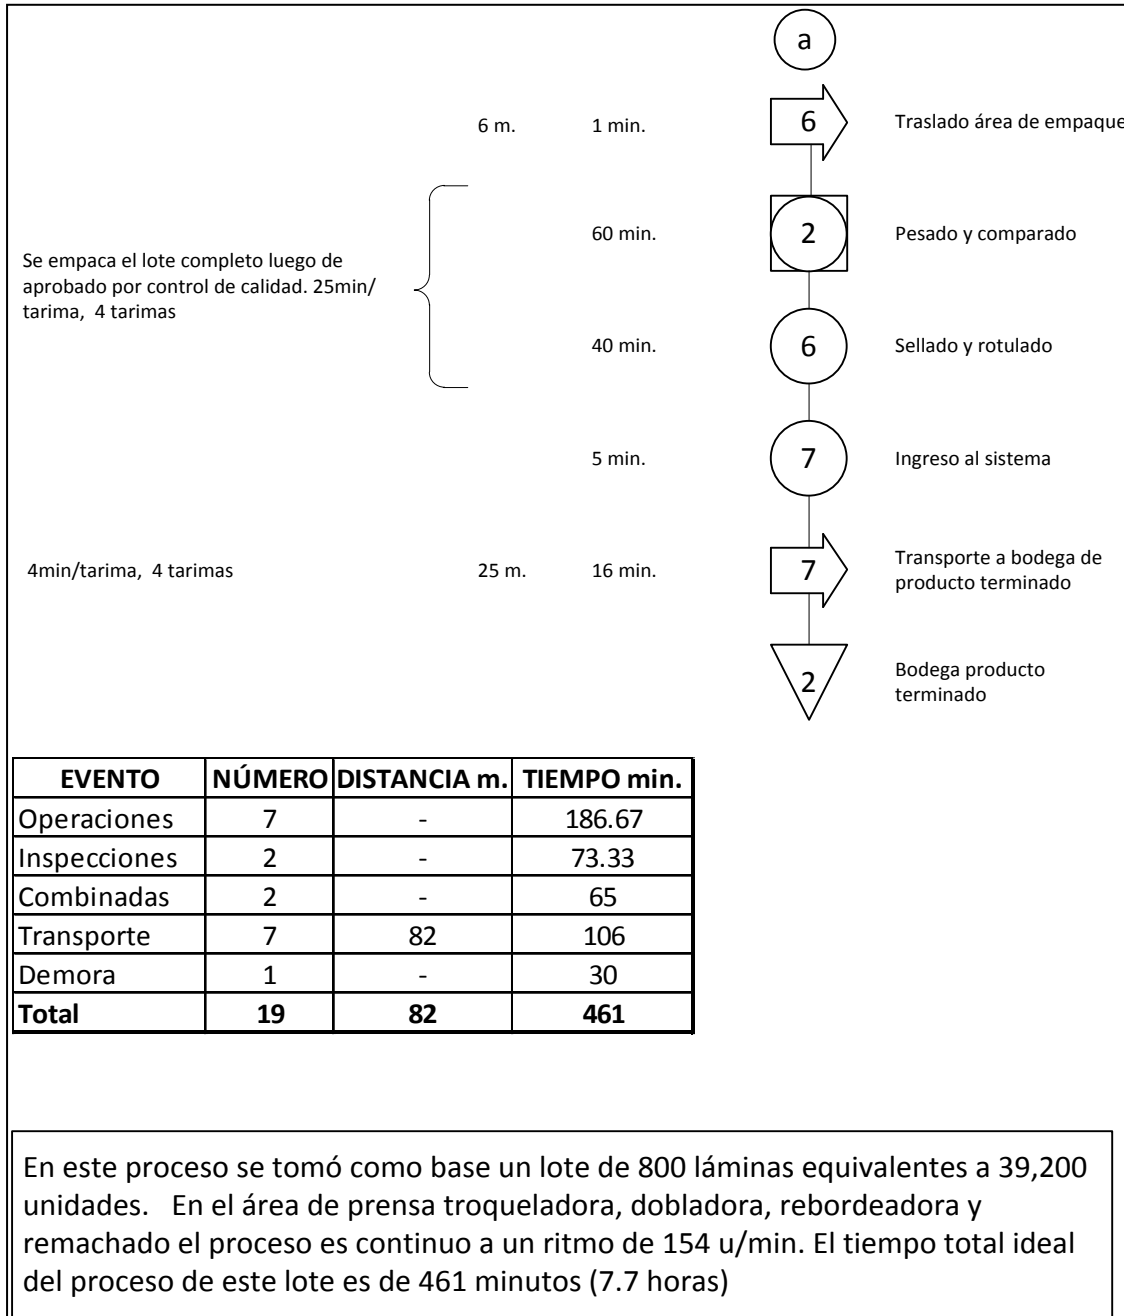 a
6 m. 1 min. 6 Traslado área de empaque
60 min. 2 Pesado y comparado
Se empaca el lote completo luego de
aprobado por control de calidad. 25min/
tarima, 4 tarimas
40 min. 6 Sellado y rotulado
5 min. 7 Ingreso al sistema
4min/tarima, 4 tarimas 25 m. 16 min. 7 Transporte a bodega de
producto terminado
2 Bodega producto
terminado
EVENTO NÚMERO DISTANCIA m. TIEMPO min.
Operaciones 7 - 186.67
Inspecciones 2 - 73.33
Combinadas 2 - 65
Transporte 7 82 106
Demora 1 - 30
Total 19 82 461
En este proceso se tomó como base un lote de 800 láminas equivalentes a 39,200
unidades. En el área de prensa troqueladora, dobladora, rebordeadora y
remachado el proceso es continuo a un ritmo de 154 u/min. El tiempo total ideal
del proceso de este lote es de 461 minutos (7.7 horas)